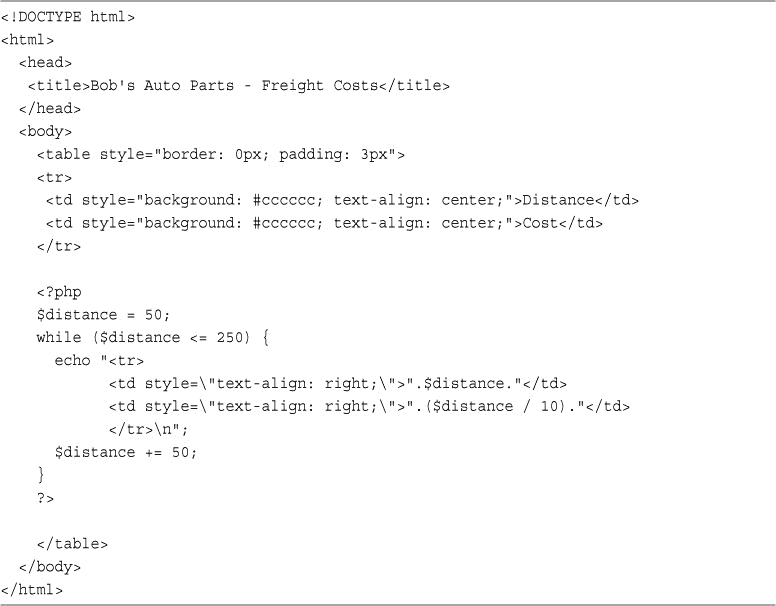 <!DOCTYPE html>
<html>
  <head>
   <title>Bob's Auto Parts - Freight Costs</title>
  </head>
  <body>
    <table style="border: 0px; padding: 3px">
    <tr>
     <td style="background: #cccccc; text-align: center;">Distance</td>
     <td style="background: #cccccc; text-align: center;">Cost</td>
    </tr>

    <?php
    $distance = 50;
    while ($distance <= 250) {
      echo "<tr>
            <td style=\"text-align: right;\">".$distance."</td>
            <td style=\"text-align: right;\">".($distance / 10)."</td>
            </tr>\n";
      $distance += 50;
    }
    ?>

    </table>
  </body>
</html>